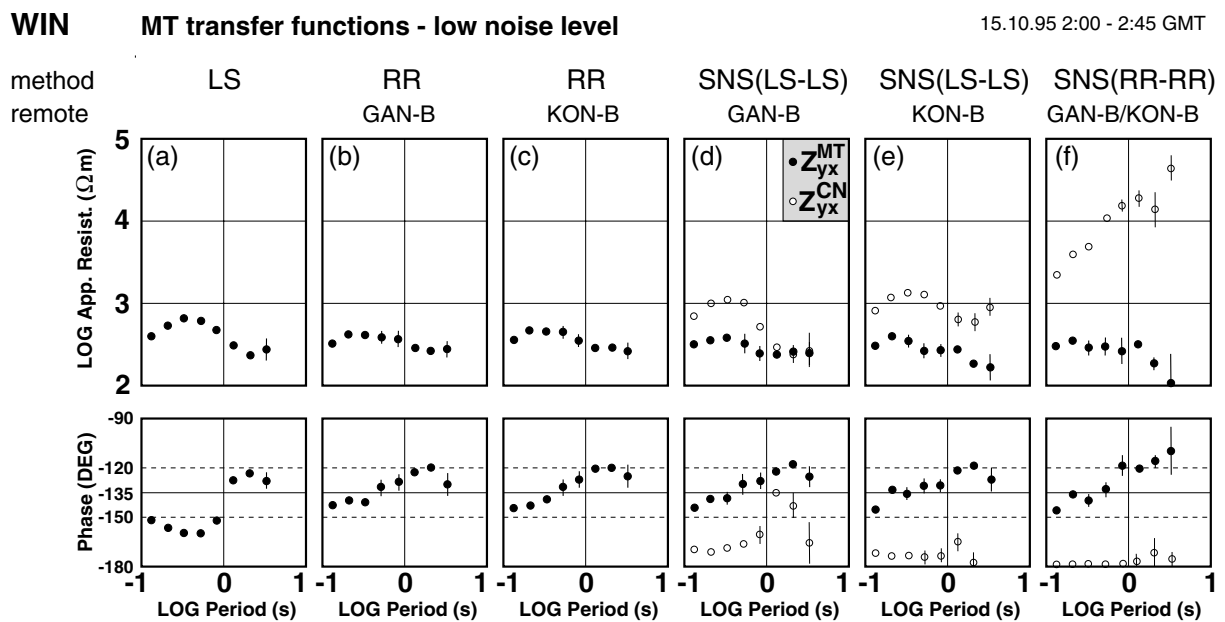 WIN MT transfer functions - low noise level 15.10.95 2:00 - 2:45 GMT
method LS RR RR SNS(LS-LS) SNS(LS-LS) SNS(RR-RR)
remote GAN-B KON-B GAN-B KON-B GAN-B/KON-B
LOG App. Resist. (Ωm)
5
4
3
2
(a) (b) (c) (d) (e) (f)
Z yx MT
Z yx CN
Phase (DEG)
-90
-120
-135
-150
-180
-1 0 1 -1 0 1 -1 0 1 -1 0 1 -1 0 1 -1 0 1
LOG Period (s) LOG Period (s) LOG Period (s) LOG Period (s) LOG Period (s) LOG Period (s)